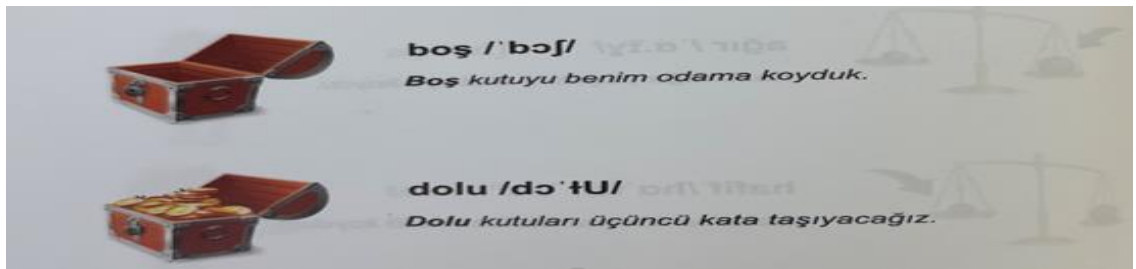 boş /ˈbɔʃ/
Boş kutuyu benim odama koyduk.
dolu /dɔˈɫU/
Dolu kutuları üçüncü kata taşıyacağız.